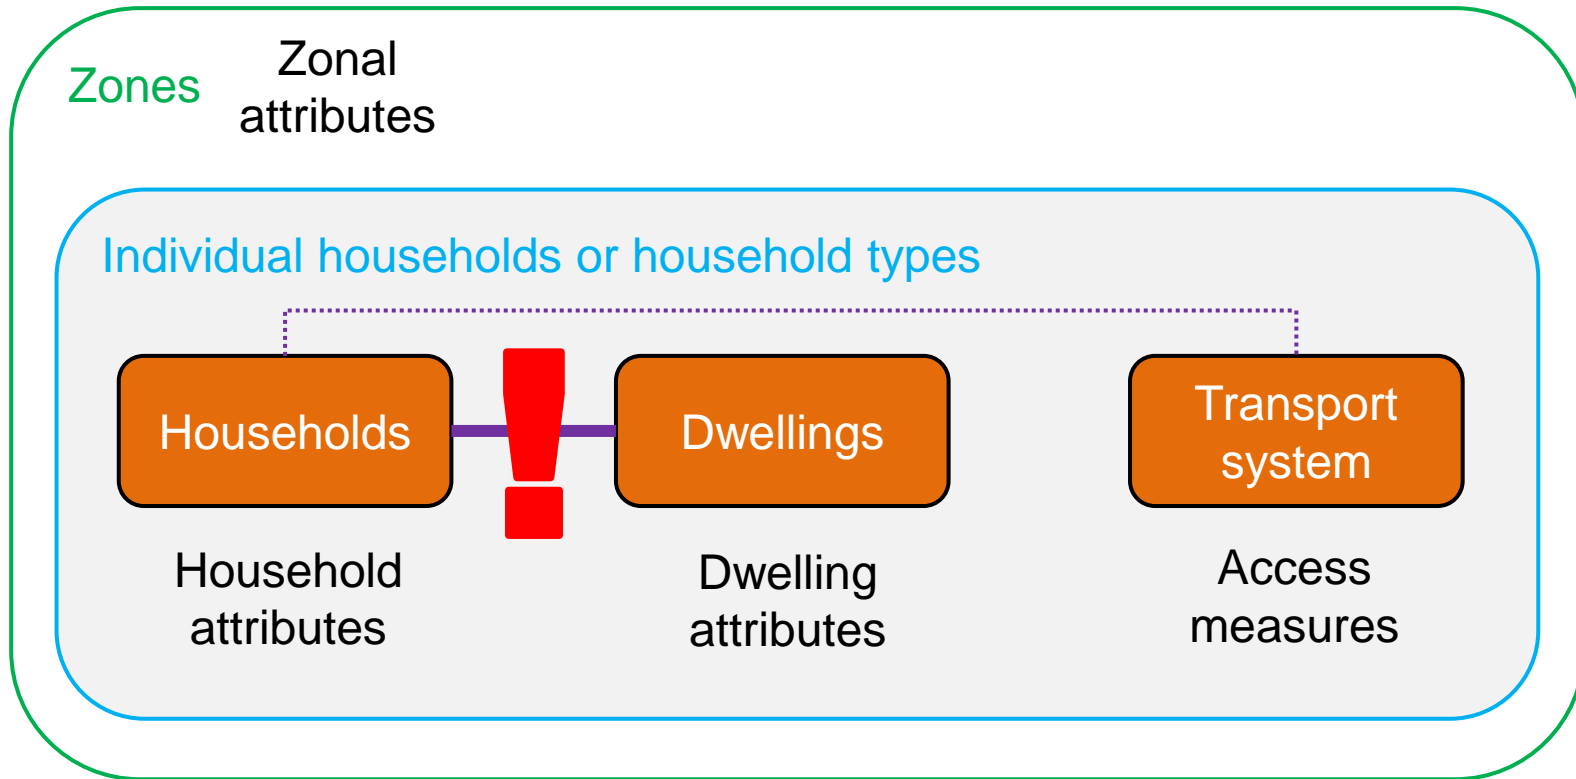 Zones
Zonal
attributes
Individual households or household types
Households
Dwellings
Transport
system
Household
attributes
Dwelling
attributes
Access
measures